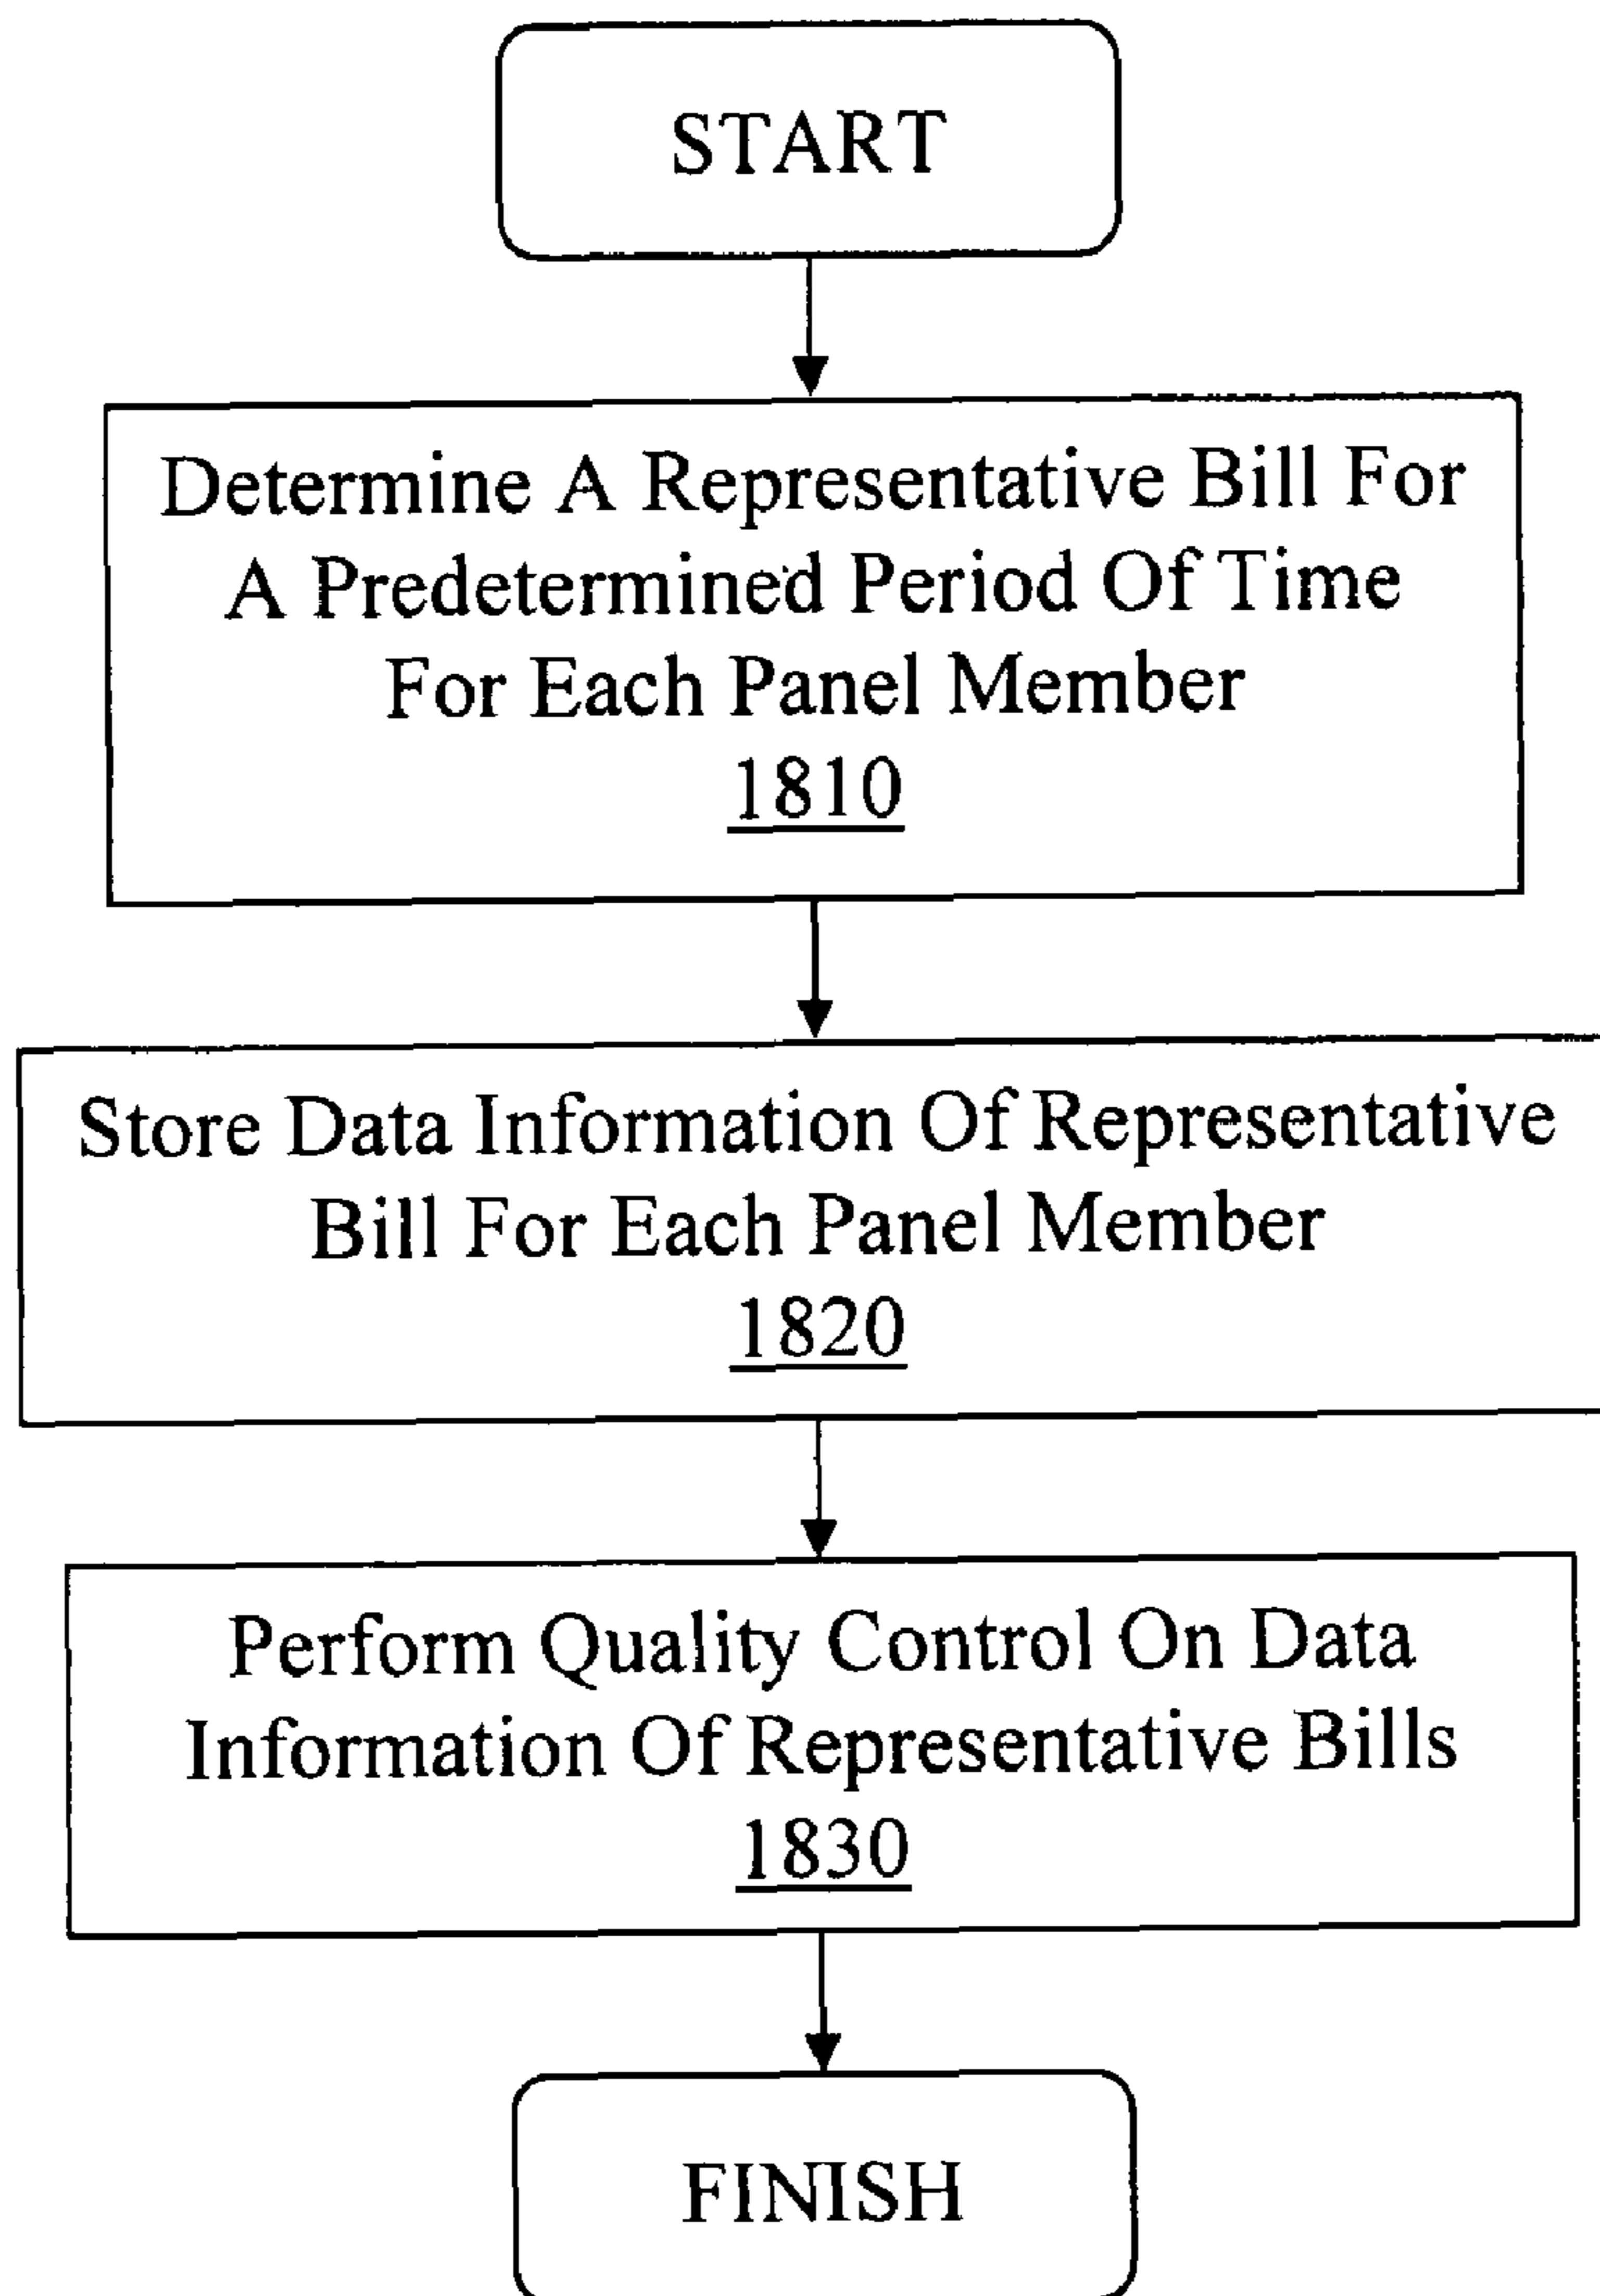 START
Determine A Representative Bill For
A Predetermined Period Of Time
For Each Panel Member
1810
Store Data Information Of Representative
Bill For Each Panel Member
1820
Perform Quality Control On Data
Information Of Representative Bills
1830
FINISH